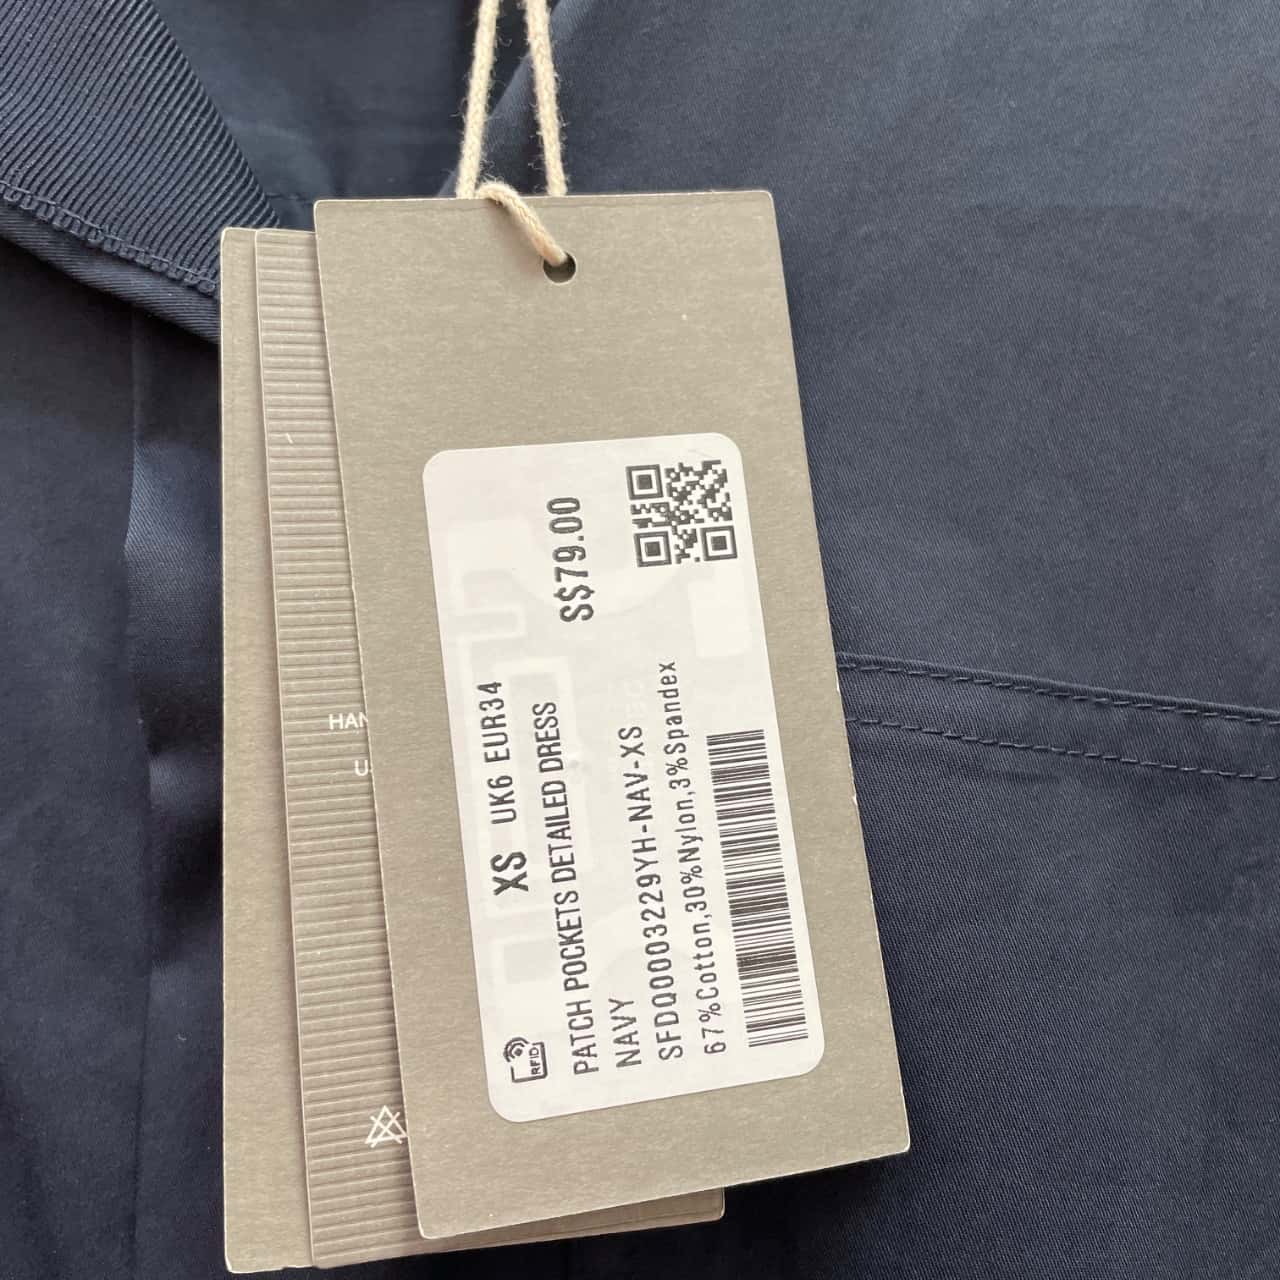 XS UK6 EUR34
S$79.00
PATCH POCKETS DETAILED DRESS
NAVY
SFDQ0003229YH-NAV-XS
67%Cotton,30%Nylon,3%Spandex
RFID
HAN
U